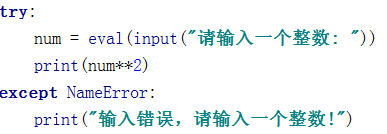 try:
    num = eval(input("请输入一个整数: "))
    print(num**2)
except NameError:
    print("输入错误，请输入一个整数!")